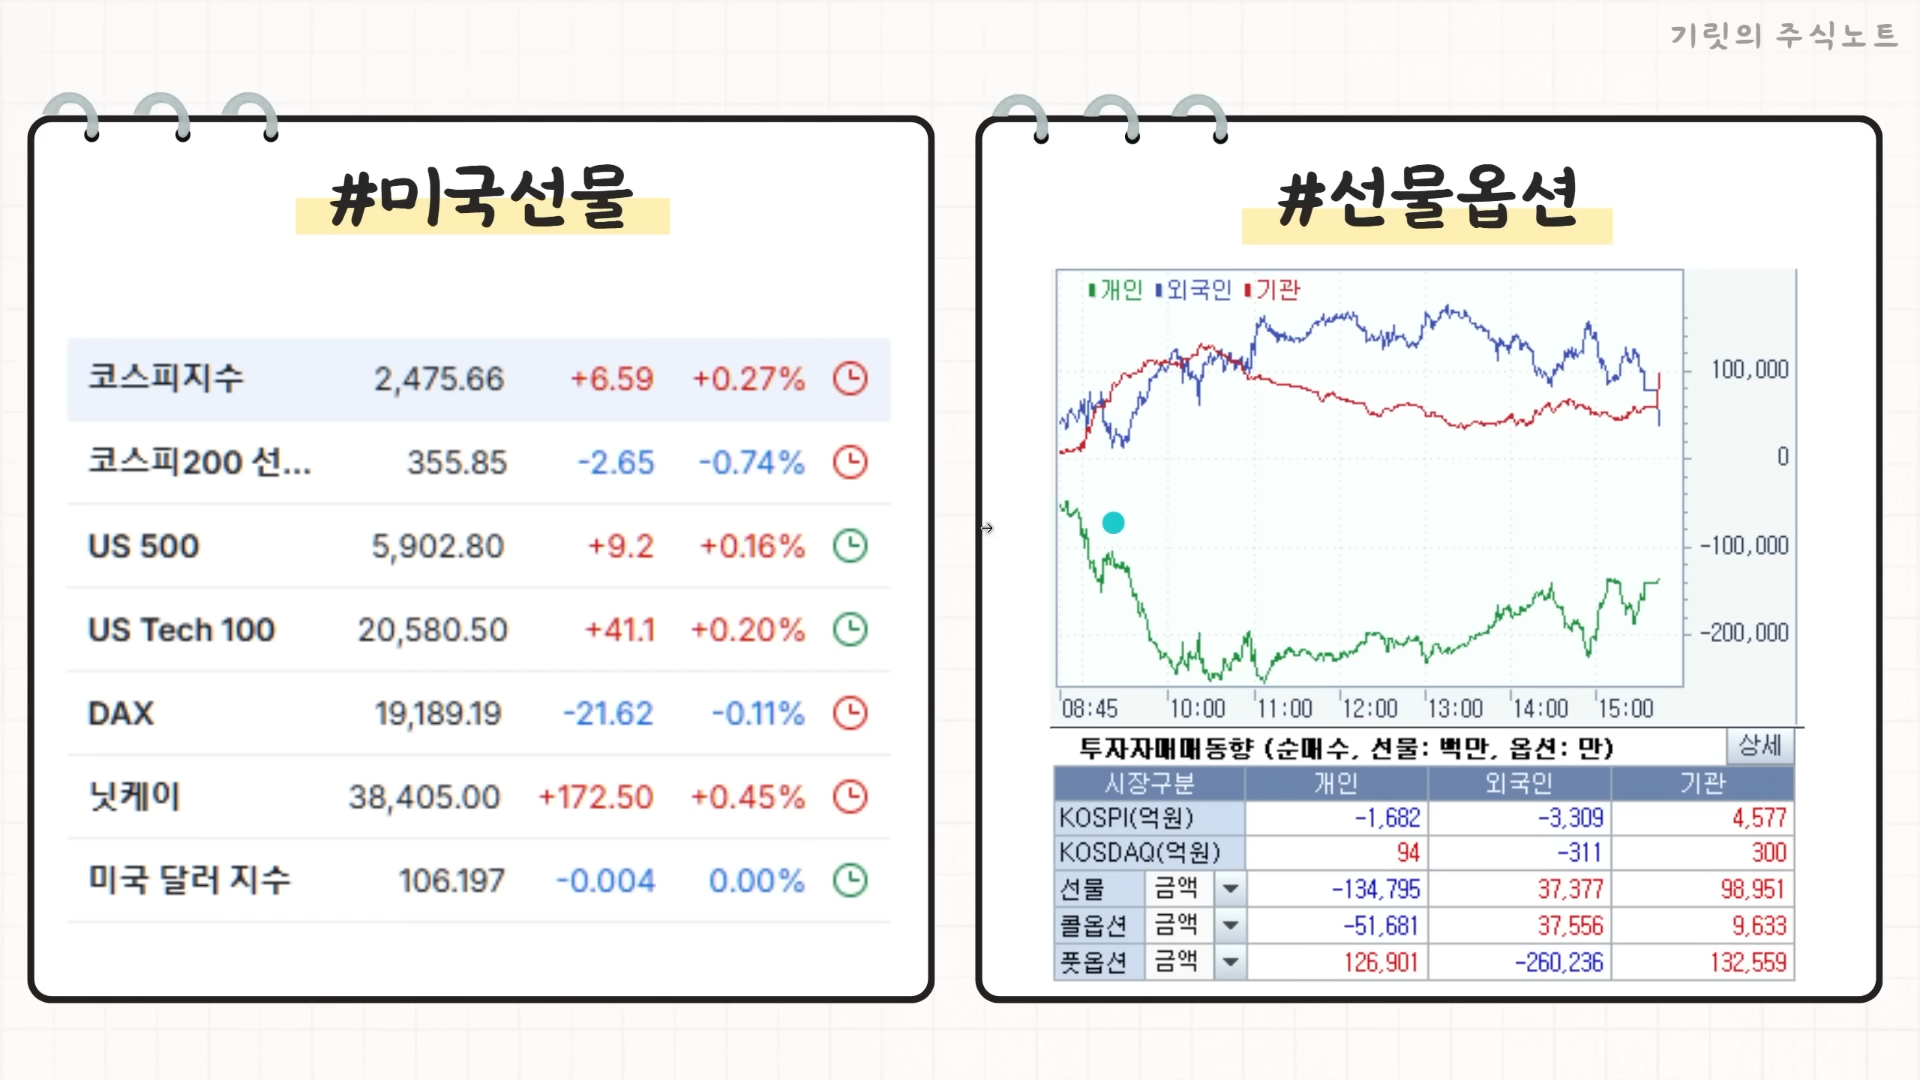 기릿의 주식노트
#미국선물
코스피지수 2,475.66 +6.59 +0.27%
코스피200 선... 355.85 -2.65 -0.74%
US 500 5,902.80 +9.2 +0.16%
US Tech 100 20,580.50 +41.1 +0.20%
DAX 19,189.19 -21.62 -0.11%
닛케이 38,405.00 +172.50 +0.45%
미국 달러 지수 106.197 -0.004 0.00%
#선물옵션
개인 외국인 기관
100,000
0
-100,000
-200,000
08:45 10:00 11:00 12:00 13:00 14:00 15:00
투자자매매동향 (순매수, 선물: 백만, 옵션: 만) 상세
시장구분 개인 외국인 기관
KOSPI(억원) -1,682 -3,309 4,577
KOSDAQ(억원) 94 -311 300
선물 금액 -134,795 37,377 98,951
콜옵션 금액 -51,681 37,556 9,633
풋옵션 금액 126,901 -260,236 132,559